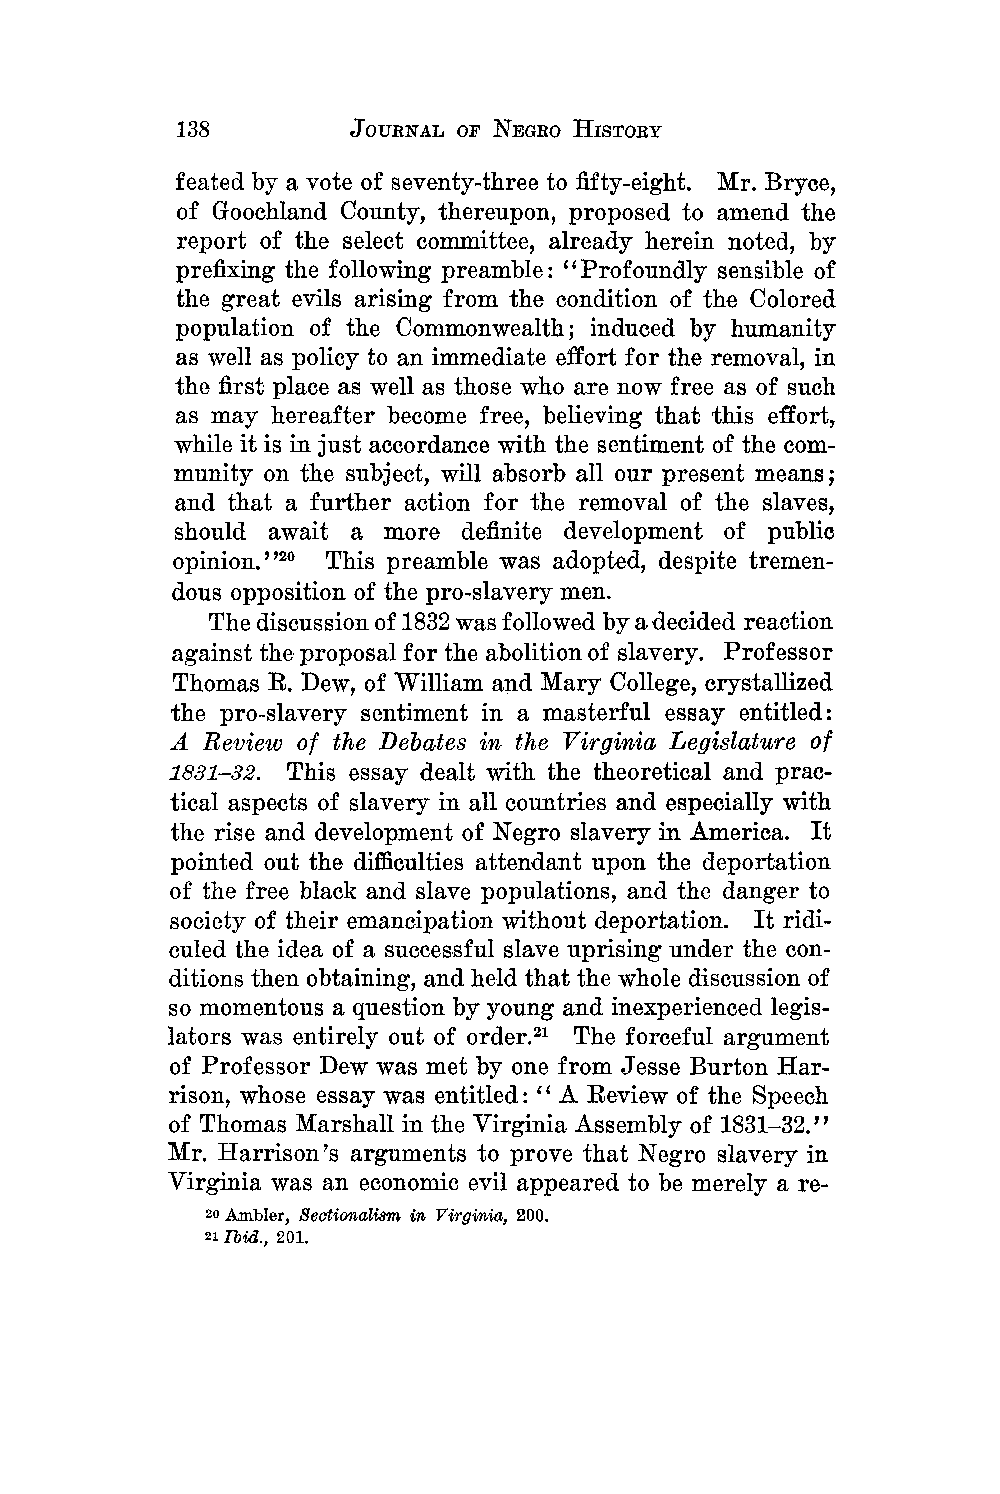 138 JOURNAL OF NEGRO HISTORY
feated by a vote of seventy-three to fifty-eight. Mr. Bryce,
of Goochland County, thereupon, proposed to amend the
report of the select committee, already herein noted, by
prefixing the following preamble: “Profoundly sensible of
the great evils arising from the condition of the Colored
population of the Commonwealth; induced by humanity
as well as policy to an immediate effort for the removal, in
the first place as well as those who are now free as of such
as may hereafter become free, believing that this effort,
while it is in just accordance with the sentiment of the com-
munity on the subject, will absorb all our present means;
and that a further action for the removal of the slaves,
should await a more definite development of public
opinion.”20 This preamble was adopted, despite tremen-
dous opposition of the pro-slavery men.
The discussion of 1832 was followed by a decided reaction
against the proposal for the abolition of slavery. Professor
Thomas R. Dew, of William and Mary College, crystallized
the pro-slavery sentiment in a masterful essay entitled:
A Review of the Debates in the Virginia Legislature of
1831–32. This essay dealt with the theoretical and prac-
tical aspects of slavery in all countries and especially with
the rise and development of Negro slavery in America. It
pointed out the difficulties attendant upon the deportation
of the free black and slave populations, and the danger to
society of their emancipation without deportation. It ridi-
culed the idea of a successful slave uprising under the con-
ditions then obtaining, and held that the whole discussion of
so momentous a question by young and inexperienced legis-
lators was entirely out of order.21 The forceful argument
of Professor Dew was met by one from Jesse Burton Har-
rison, whose essay was entitled: “ A Review of the Speech
of Thomas Marshall in the Virginia Assembly of 1831–32.”
Mr. Harrison's arguments to prove that Negro slavery in
Virginia was an economic evil appeared to be merely a re-
20 Ambler, Sectionalism in Virginia, 200.
21 Ibid., 201.